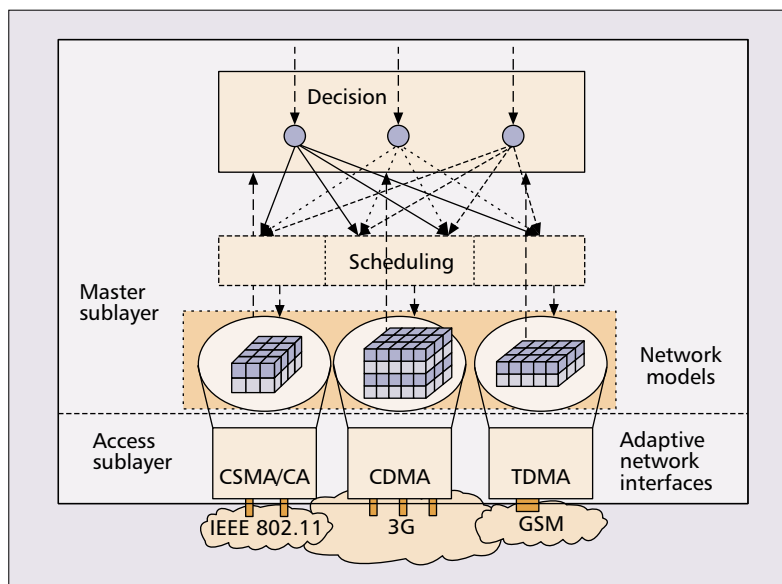 Decision
Scheduling
Master
sublayer
Network
models
Access
sublayer
Adaptive
network
interfaces
CSMA/CA
CDMA
TDMA
IEEE 802.11
3G
GSM